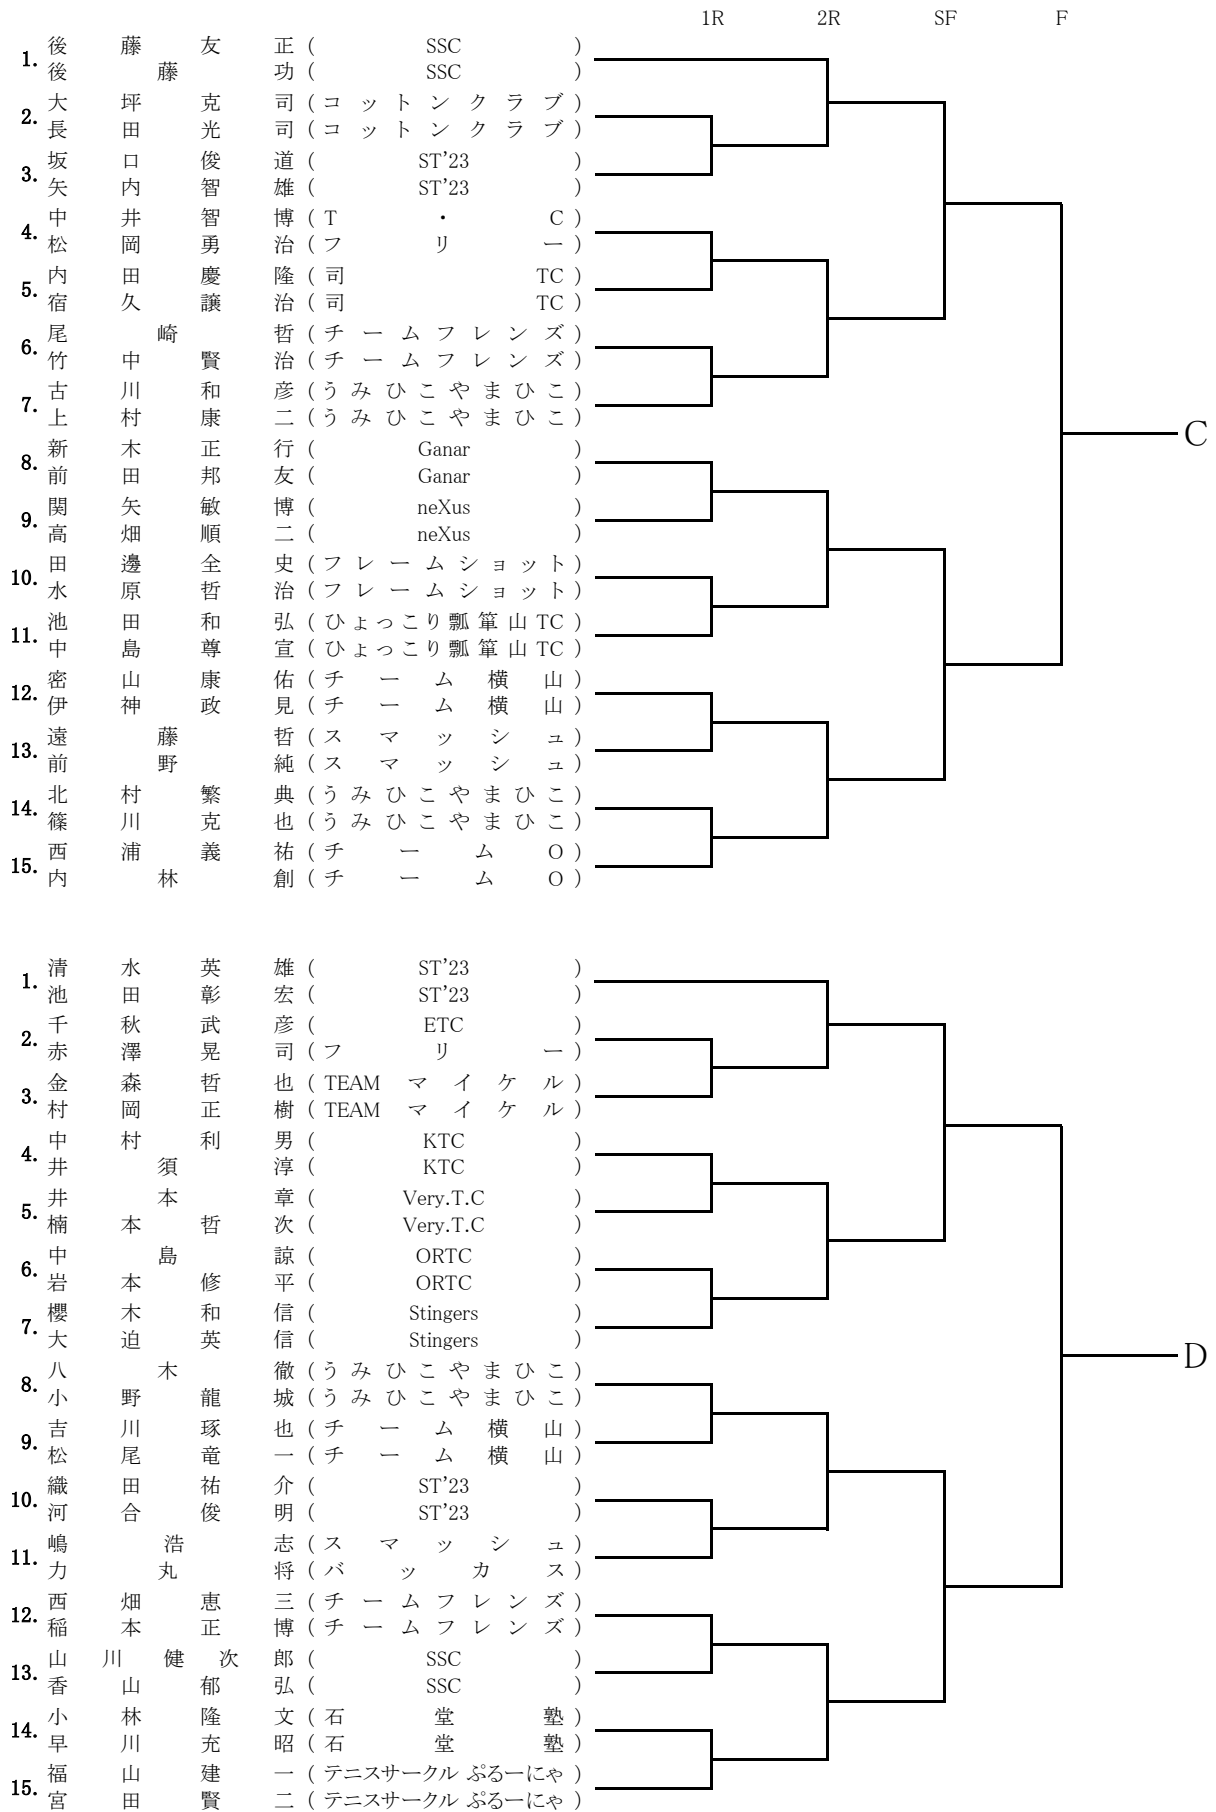 1R 2R SF F
1. 後藤友正 ( SSC )
後藤功 ( SSC )
2. 大坪克司 (コットンクラブ)
長田光司 (コットンクラブ)
3. 坂口俊道 ( ST’23 )
矢内智雄 ( ST’23 )
4. 中井智博 (T・C)
松岡勇治 (フリー)
5. 内田慶隆 (司TC)
宿久譲治 (司TC)
6. 尾崎哲 (チームフレンズ)
竹中賢治 (チームフレンズ)
7. 古川和彦 (うみひこやまひこ)
上村康二 (うみひこやまひこ)
C
8. 新木正行 ( Ganar )
前田邦友 ( Ganar )
9. 関矢敏博 ( neXus )
高畑順二 ( neXus )
10. 田邊全史 (フレームショット)
水原哲治 (フレームショット)
11. 池田和弘 (ひょっこり瓢箪山TC)
中島尊宣 (ひょっこり瓢箪山TC)
12. 密山康佑 (チーム横山)
伊神政見 (チーム横山)
13. 遠藤哲 (スマッシュ)
前野純 (スマッシュ)
14. 北村繁典 (うみひこやまひこ)
篠川克也 (うみひこやまひこ)
15. 西浦義祐 (チームO)
内林創 (チームO)
1. 清水英雄 ( ST’23 )
池田彰宏 ( ST’23 )
2. 千秋武彦 ( ETC )
赤澤晃司 (フリー)
3. 金森哲也 (TEAMマイケル)
村岡正樹 (TEAMマイケル)
4. 中村利男 ( KTC )
井須淳 ( KTC )
5. 井本章 ( Very.T.C )
楠本哲次 ( Very.T.C )
6. 中島諒 ( ORTC )
岩本修平 ( ORTC )
7. 櫻木和信 ( Stingers )
大迫英信 ( Stingers )
D
8. 八木徹 (うみひこやまひこ)
小野龍城 (うみひこやまひこ)
9. 吉川琢也 (チーム横山)
松尾竜一 (チーム横山)
10. 織田祐介 ( ST’23 )
河合俊明 ( ST’23 )
11. 嶋浩志 (スマッシュ)
力丸将 (バッカス)
12. 西畑恵三 (チームフレンズ)
稲本正博 (チームフレンズ)
13. 山川健次郎 ( SSC )
香山郁弘 ( SSC )
14. 小林隆文 (石堂塾)
早川充昭 (石堂塾)
15. 福山建一 (テニスサークル ぷるーにゃ)
宮田賢二 (テニスサークル ぷるーにゃ)